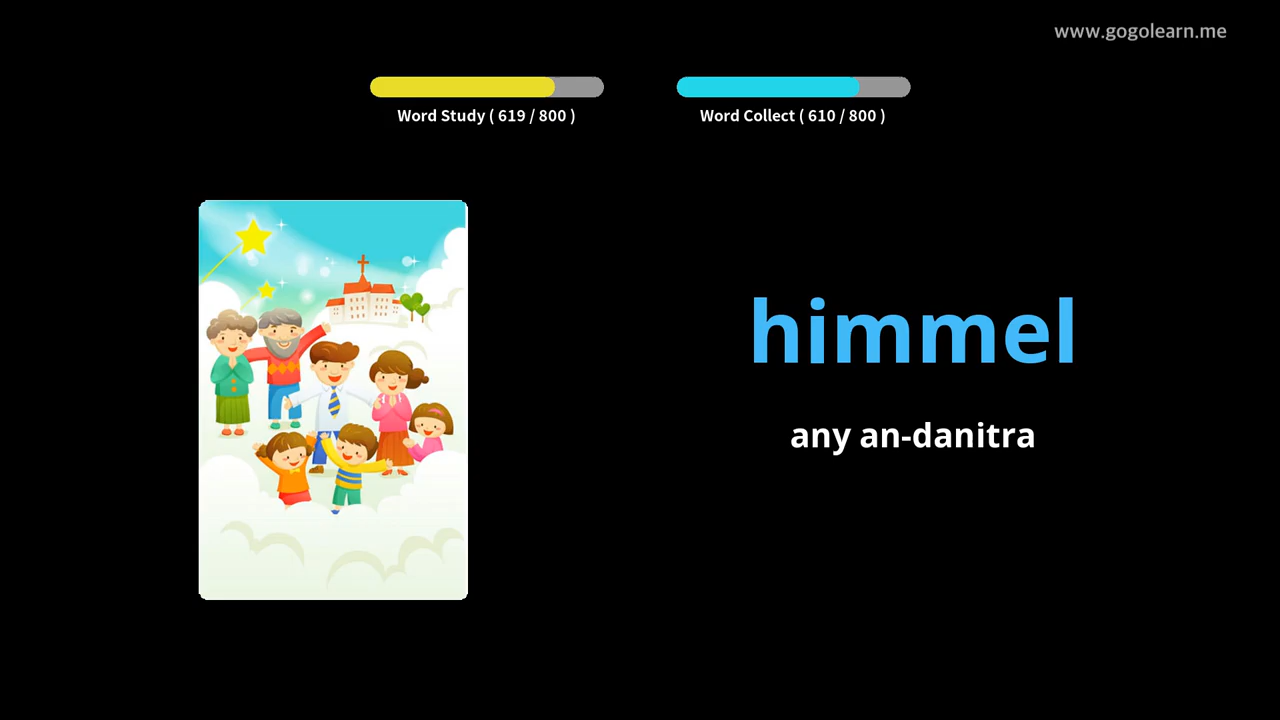 www.gogolearn.me
Word Study ( 619 / 800 )
Word Collect ( 610 / 800 )
himmel
any an-danitra